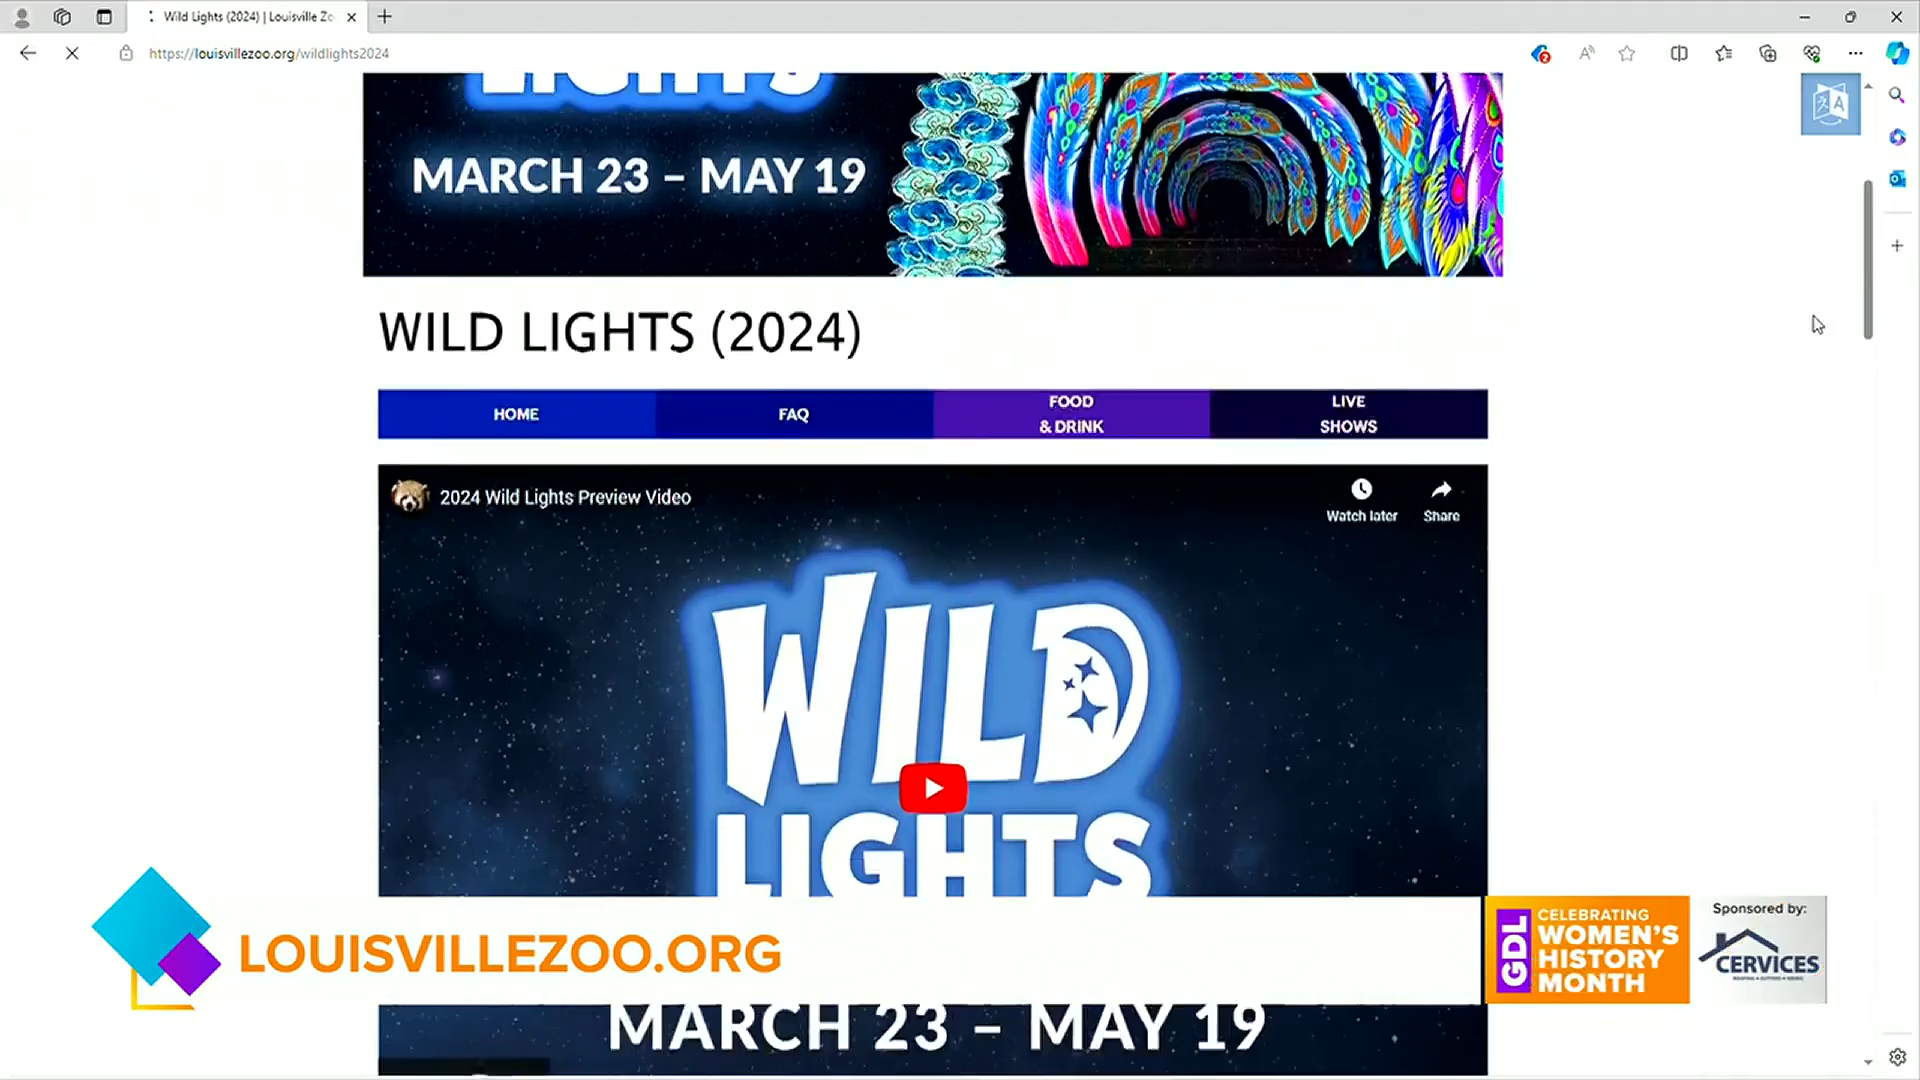 Wild Lights (2024) | Louisville Zo
https://louisvillezoo.org/wildlights2024
LIGHTS
MARCH 23 – MAY 19
WILD LIGHTS (2024)
HOME
FAQ
FOOD
& DRINK
LIVE
SHOWS
2024 Wild Lights Preview Video
Watch later
Share
WILD
LIGHTS
LOUISVILLEZOO.ORG
GDL
CELEBRATING
WOMEN'S
HISTORY
MONTH
Sponsored by:
CERVICES
MARCH 23 – MAY 19